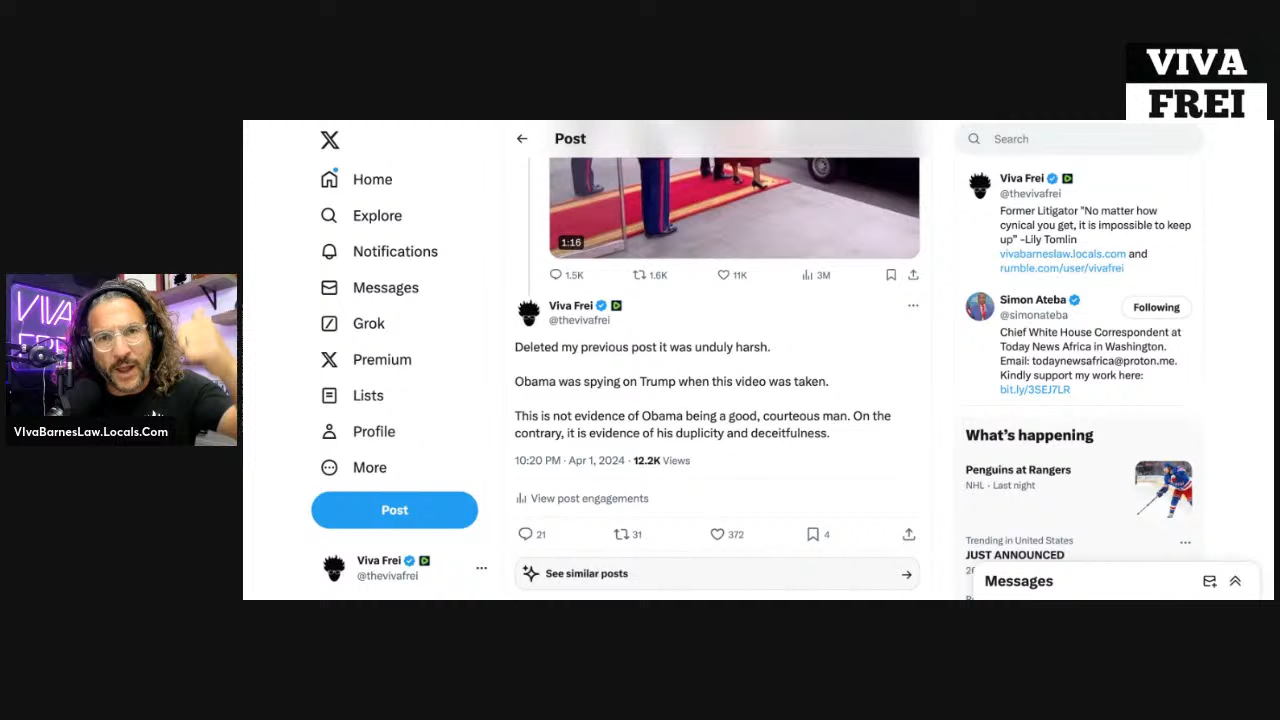 VIVA
FREI
VIVA
FRE
VIvaBarnesLaw.Locals.Com
Home
Explore
Notifications
Messages
Grok
Premium
Lists
Profile
More
Post
Viva Frei
@thevivafrei
Post
1:16
1.5K 1.6K 11K 3M
Viva Frei
@thevivafrei
Deleted my previous post it was unduly harsh.
Obama was spying on Trump when this video was taken.
This is not evidence of Obama being a good, courteous man. On the
contrary, it is evidence of his duplicity and deceitfulness.
10:20 PM · Apr 1, 2024 · 12.2K Views
View post engagements
21 31 372 4
See similar posts
Search
Viva Frei
@thevivafrei
Former Litigator "No matter how
cynical you get, it is impossible to keep
up" -Lily Tomlin
vivabarneslaw.locals.com and
rumble.com/user/vivafrei
Simon Ateba Following
@simonateba
Chief White House Correspondent at
Today News Africa in Washington.
Email: todaynewsafrica@proton.me.
Kindly support my work here:
bit.ly/3SEJ7LR
What's happening
Penguins at Rangers
NHL · Last night
Trending in United States
JUST ANNOUNCED
Messages